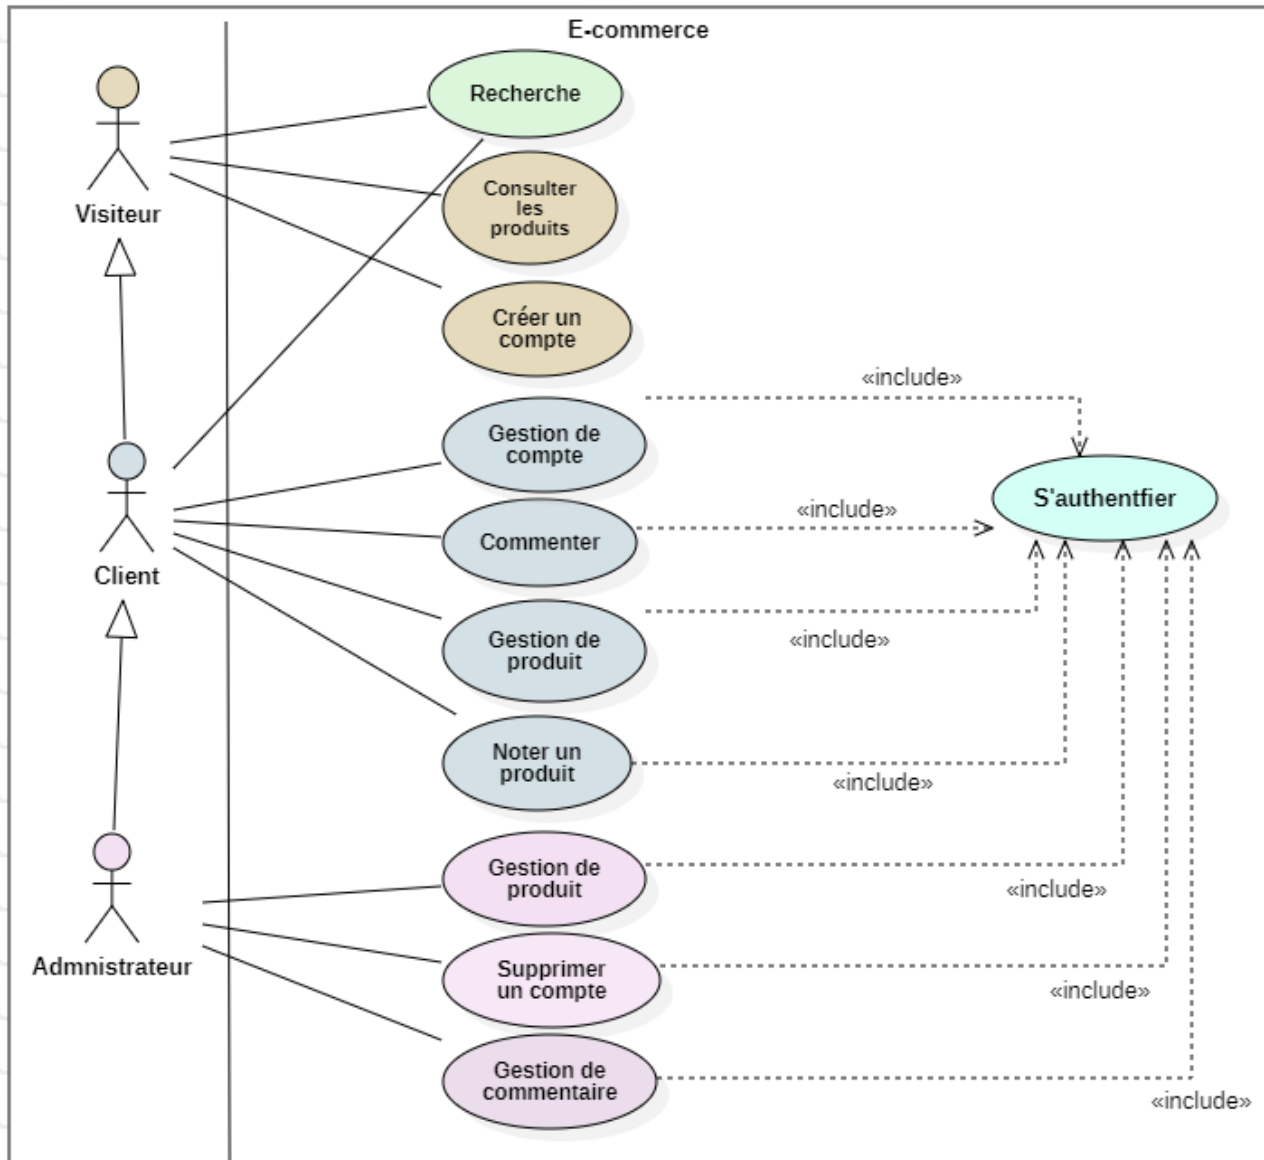 E-commerce
Recherche
Visiteur
Consulter
les
produits
Créer un
compte
«include»
Gestion de
compte
S'authentfier
«include»
Commenter
Client
Gestion de
produit
«include»
Noter un
produit
«include»
Gestion de
produit
«include»
Admnistrateur
Supprimer
un compte
«include»
Gestion de
commentaire
«include»